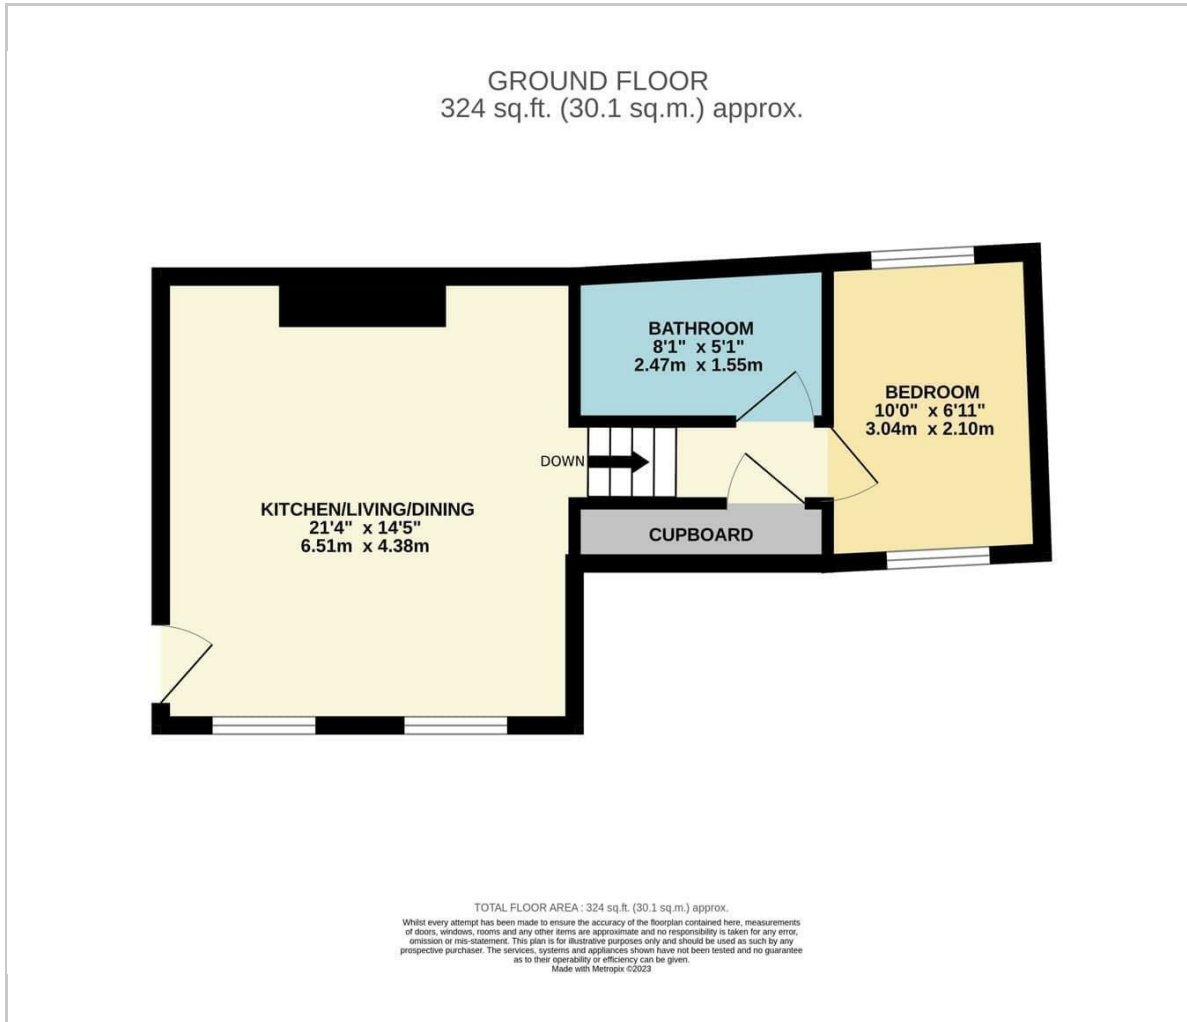 GROUND FLOOR
324 sq.ft. (30.1 sq.m.) approx.
BATHROOM
8'1" x 5'1"
2.47m x 1.55m
BEDROOM
10'0" x 6'11"
3.04m x 2.10m
DOWN
KITCHEN/LIVING/DINING
21'4" x 14'5"
6.51m x 4.38m
CUPBOARD
TOTAL FLOOR AREA : 324 sq.ft. (30.1 sq.m.) approx.
Whilst every attempt has been made to ensure the accuracy of the floorplan contained here, measurements
of doors, windows, rooms and any other items are approximate and no responsibility is taken for any error,
omission or mis-statement. This plan is for illustrative purposes only and should be used as such by any
prospective purchaser. The services, systems and appliances shown have not been tested and no guarantee
as to their operability or efficiency can be given.
Made with Metropix ©2023